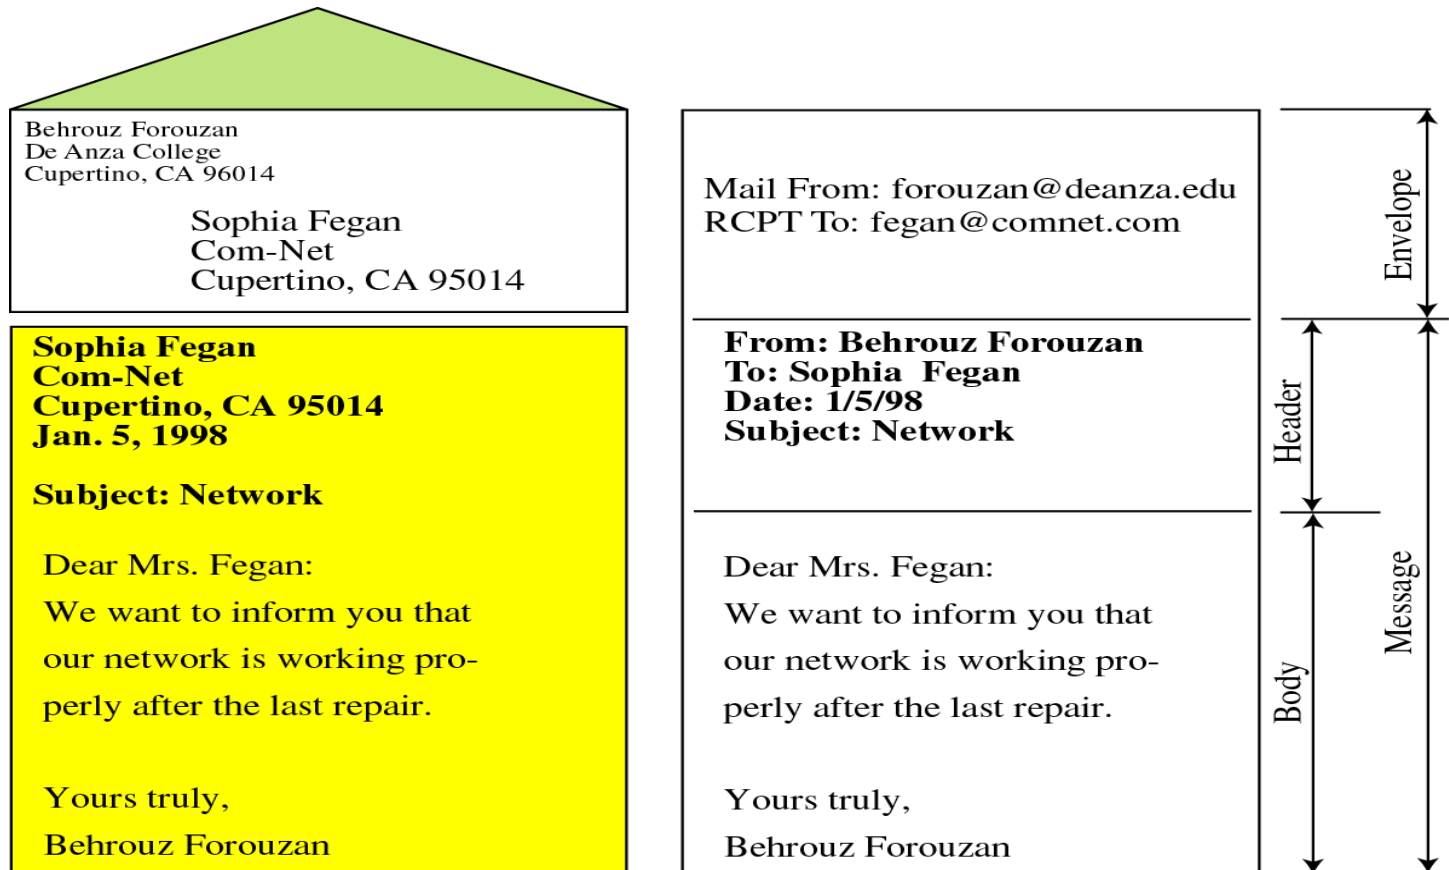 Behrouz Forouzan
De Anza College
Cupertino, CA 96014
Sophia Fegan
Com-Net
Cupertino, CA 95014
Sophia Fegan
Com-Net
Cupertino, CA 95014
Jan. 5, 1998
Subject: Network
Dear Mrs. Fegan:
We want to inform you that
our network is working pro-
perly after the last repair.
Yours truly,
Behrouz Forouzan
Mail From: forouzan@deanza.edu
RCPT To: fegan@comnet.com
From: Behrouz Forouzan
To: Sophia Fegan
Date: 1/5/98
Subject: Network
Dear Mrs. Fegan:
We want to inform you that
our network is working pro-
perly after the last repair.
Yours truly,
Behrouz Forouzan
Envelope
Header
Body
Message